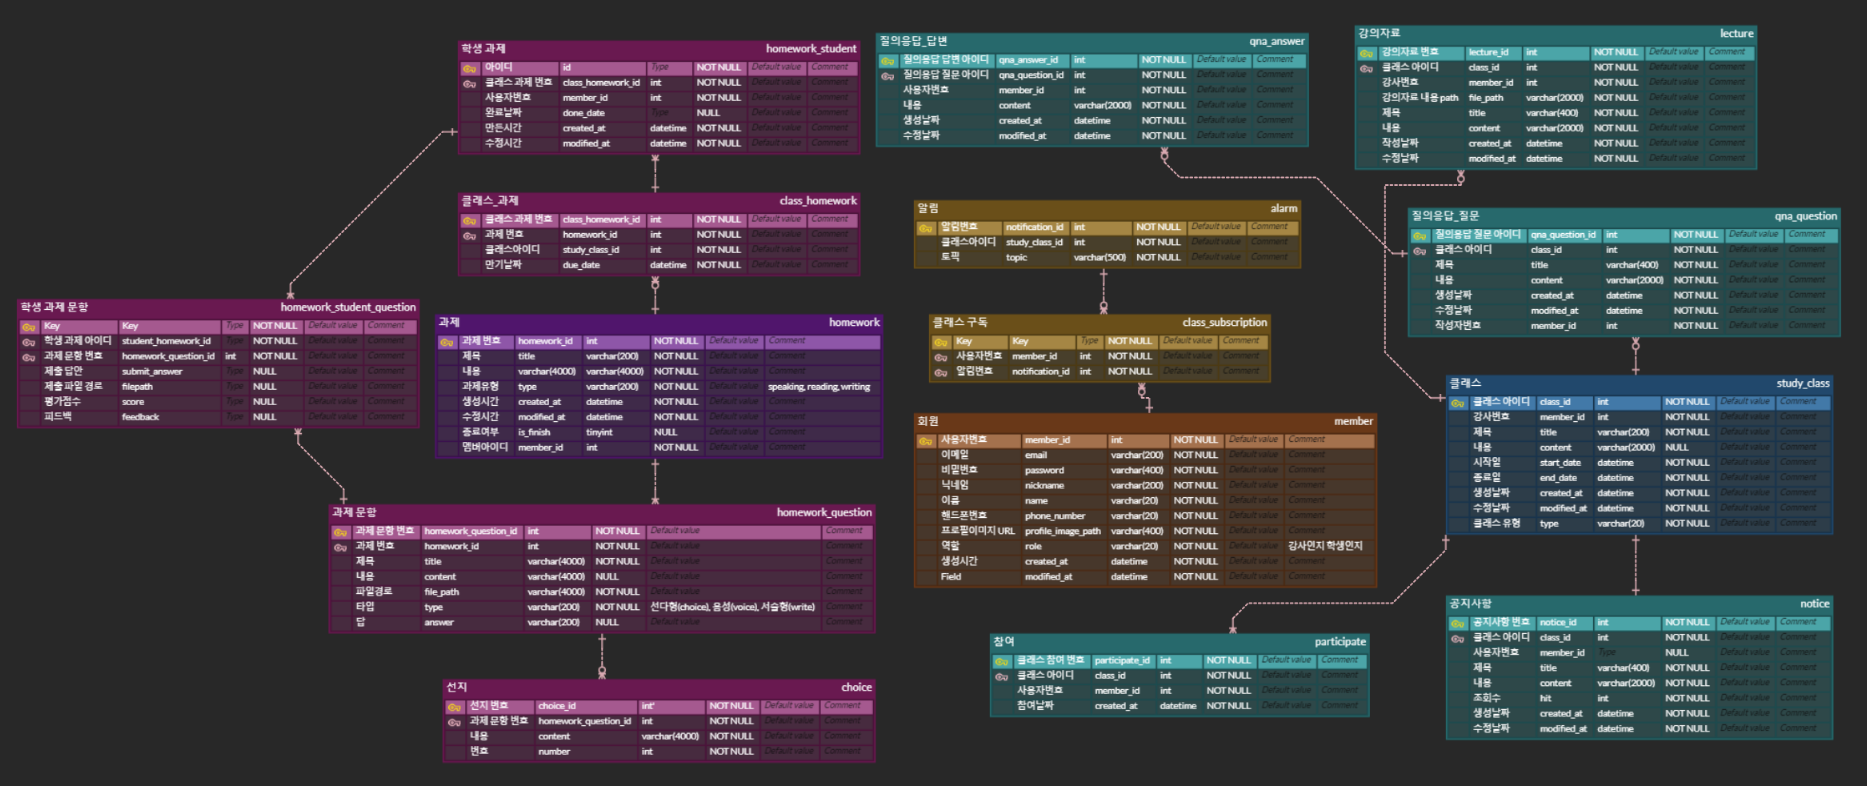 학생 과제 homework_student
아이디 id Type NOT NULL Default value Comment
클래스 과제 번호 class_homework_id int NOT NULL Default value Comment
사용자번호 member_id int NOT NULL Default value Comment
완료날짜 done_date Type NULL Default value Comment
만든시간 created_at datetime NOT NULL Default value Comment
수정시간 modified_at datetime NOT NULL Default value Comment
클래스_과제 class_homework
클래스 과제 번호 class_homework_id int NOT NULL Default value Comment
과제 번호 homework_id int NOT NULL Default value Comment
클래스아이디 study_class_id int NOT NULL Default value Comment
만기날짜 due_date datetime NOT NULL Default value Comment
학생 과제 문항 homework_student_question
Key Key Type NOT NULL Default value Comment
학생 과제 아이디 student_homework_id Type NOT NULL Default value Comment
과제 문항 번호 homework_question_id int NOT NULL Default value Comment
제출 답안 submit_answer Type NULL Default value Comment
제출 파일 경로 filepath Type NULL Default value Comment
평가점수 score Type NULL Default value Comment
피드백 feedback Type NULL Default value Comment
과제 homework
과제 번호 homework_id int NOT NULL Default value Comment
제목 title varchar(200) NOT NULL Default value Comment
내용 varchar(4000) varchar(4000) NOT NULL Default value Comment
과제유형 type varchar(200) NOT NULL Default value speaking, reading, writing
생성시간 created_at datetime NOT NULL Default value Comment
수정시간 modified_at datetime NOT NULL Default value Comment
종료여부 is_finish tinyint NULL Default value Comment
멤버아이디 member_id int NOT NULL Default value Comment
과제 문항 homework_question
과제 문항 번호 homework_question_id int NOT NULL Default value Comment
과제 번호 homework_id int NOT NULL Default value Comment
제목 title varchar(4000) NOT NULL Default value Comment
내용 content varchar(4000) NULL Default value Comment
파일경로 file_path varchar(4000) NULL Default value Comment
타입 type varchar(200) NOT NULL 선다형(choice), 음성(voice), 서술형(write) Comment
답 answer varchar(200) NULL Default value Comment
선지 choice
선지 번호 choice_id int' NOT NULL Default value Comment
과제 문항 번호 homework_question_id int NOT NULL Default value Comment
내용 content varchar(4000) NOT NULL Default value Comment
번호 number int NOT NULL Default value Comment
질의응답_답변 qna_answer
질의응답 답변 아이디 qna_answer_id int NOT NULL Default value Comment
질의응답 질문 아이디 qna_question_id int NOT NULL Default value Comment
사용자번호 member_id int NOT NULL Default value Comment
내용 content varchar(2000) NOT NULL Default value Comment
생성날짜 created_at datetime NOT NULL Default value Comment
수정날짜 modified_at datetime NOT NULL Default value Comment
알림 alarm
알림번호 notification_id int NOT NULL Default value Comment
클래스아이디 study_class_id int NOT NULL Default value Comment
토픽 topic varchar(500) NOT NULL Default value Comment
클래스 구독 class_subscription
Key Key Type NOT NULL Default value Comment
사용자번호 member_id int NOT NULL Default value Comment
알림번호 notification_id int NOT NULL Default value Comment
회원 member
사용자번호 member_id int NOT NULL Default value Comment
이메일 email varchar(200) NOT NULL Default value Comment
비밀번호 password varchar(400) NOT NULL Default value Comment
닉네임 nickname varchar(200) NOT NULL Default value Comment
이름 name varchar(20) NOT NULL Default value Comment
핸드폰번호 phone_number varchar(20) NOT NULL Default value Comment
프로필이미지 URL profile_image_path varchar(400) NOT NULL Default value Comment
역할 role varchar(20) NOT NULL Default value 강사인지 학생인지
생성시간 created_at datetime NOT NULL Default value Comment
Field modified_at datetime NOT NULL Default value Comment
참여 participate
클래스 참여 번호 participate_id int NOT NULL Default value Comment
클래스 아이디 class_id int NOT NULL Default value Comment
사용자번호 member_id int NOT NULL Default value Comment
참여날짜 created_at datetime NOT NULL Default value Comment
강의자료 lecture
강의자료 번호 lecture_id int NOT NULL Default value Comment
클래스 아이디 class_id int NOT NULL Default value Comment
강사번호 member_id int NOT NULL Default value Comment
강의자료 내용 path file_path varchar(2000) NOT NULL Default value Comment
제목 title varchar(400) NOT NULL Default value Comment
내용 content varchar(2000) NOT NULL Default value Comment
작성날짜 created_at datetime NOT NULL Default value Comment
수정날짜 modified_at datetime NOT NULL Default value Comment
질의응답_질문 qna_question
질의응답 질문 아이디 qna_question_id int NOT NULL Default value Comment
클래스 아이디 class_id int NOT NULL Default value Comment
제목 title varchar(400) NOT NULL Default value Comment
내용 content varchar(2000) NOT NULL Default value Comment
생성날짜 created_at datetime NOT NULL Default value Comment
수정날짜 modified_at datetime NOT NULL Default value Comment
작성자번호 member_id int NOT NULL Default value Comment
클래스 study_class
클래스 아이디 class_id int NOT NULL Default value Comment
강사번호 member_id int NOT NULL Default value Comment
제목 title varchar(200) NOT NULL Default value Comment
내용 content varchar(2000) NULL Default value Comment
시작일 start_date datetime NOT NULL Default value Comment
종료일 end_date datetime NOT NULL Default value Comment
생성날짜 created_at datetime NOT NULL Default value Comment
수정날짜 modified_at datetime NOT NULL Default value Comment
클래스 유형 type varchar(20) NOT NULL Default value Comment
공지사항 notice
공지사항 번호 notice_id int NOT NULL Default value Comment
클래스 아이디 class_id int NOT NULL Default value Comment
사용자번호 member_id Type NULL Default value Comment
제목 title varchar(400) NOT NULL Default value Comment
내용 content varchar(2000) NOT NULL Default value Comment
조회수 hit int NOT NULL Default value Comment
생성날짜 created_at datetime NOT NULL Default value Comment
수정날짜 modified_at datetime NOT NULL Default value Comment